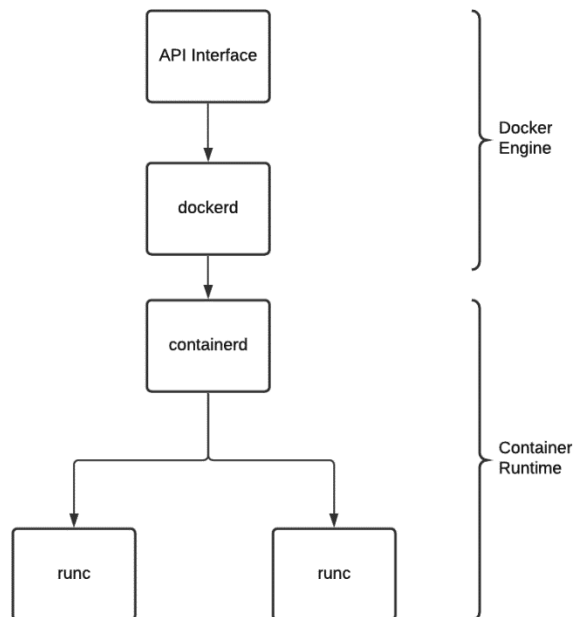 API Interface
Docker
Engine
dockerd
containerd
Container
Runtime
runc
runc